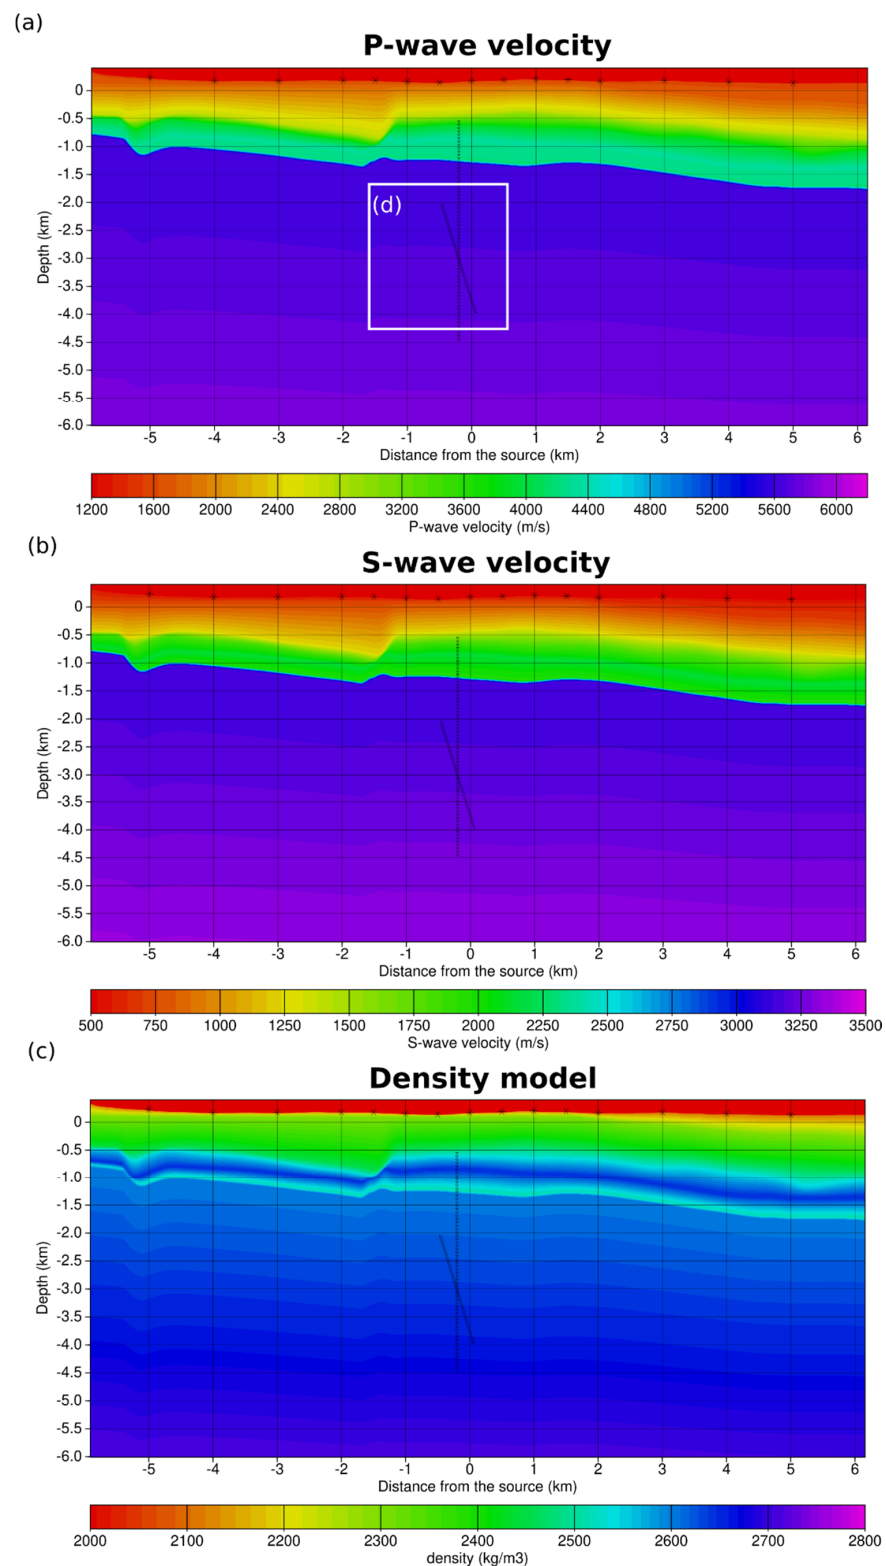 (a)
P-wave velocity
0
-0.5
-1.0
-1.5
-2.0
-2.5
-3.0
-3.5
-4.0
-4.5
-5.0
-5.5
-6.0
Depth (km)
(d)
-5 -4 -3 -2 -1 0 1 2 3 4 5 6
Distance from the source (km)
1200 1600 2000 2400 2800 3200 3600 4000 4400 4800 5200 5600 6000
P-wave velocity (m/s)
(b)
S-wave velocity
0
-0.5
-1.0
-1.5
-2.0
-2.5
-3.0
-3.5
-4.0
-4.5
-5.0
-5.5
-6.0
Depth (km)
-5 -4 -3 -2 -1 0 1 2 3 4 5 6
Distance from the source (km)
500 750 1000 1250 1500 1750 2000 2250 2500 2750 3000 3250 3500
S-wave velocity (m/s)
(c)
Density model
0
-0.5
-1.0
-1.5
-2.0
-2.5
-3.0
-3.5
-4.0
-4.5
-5.0
-5.5
-6.0
Depth (km)
-5 -4 -3 -2 -1 0 1 2 3 4 5 6
Distance from the source (km)
2000 2100 2200 2300 2400 2500 2600 2700 2800
density (kg/m3)